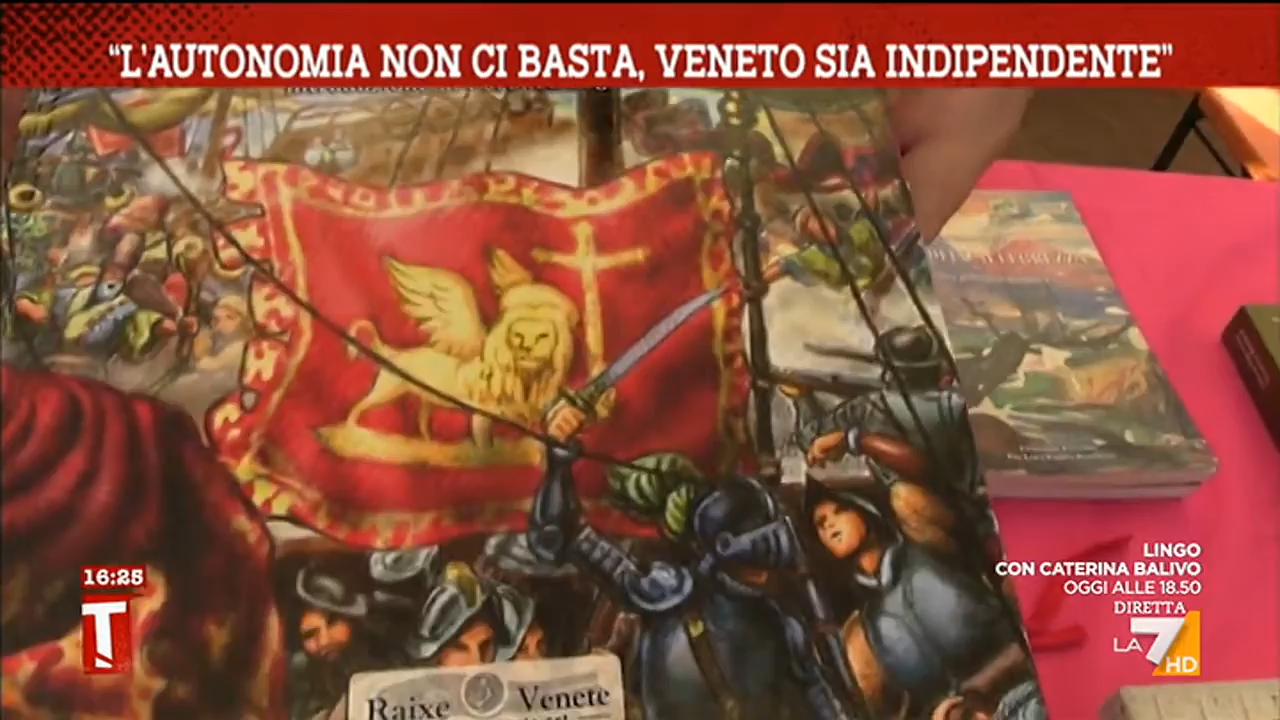 “L'AUTONOMIA NON CI BASTA, VENETO SIA INDIPENDENTE”
16:25
T
LINGO
CON CATERINA BALIVO
OGGI ALLE 18.50
DIRETTA
LA7
HD
Raixe Venete